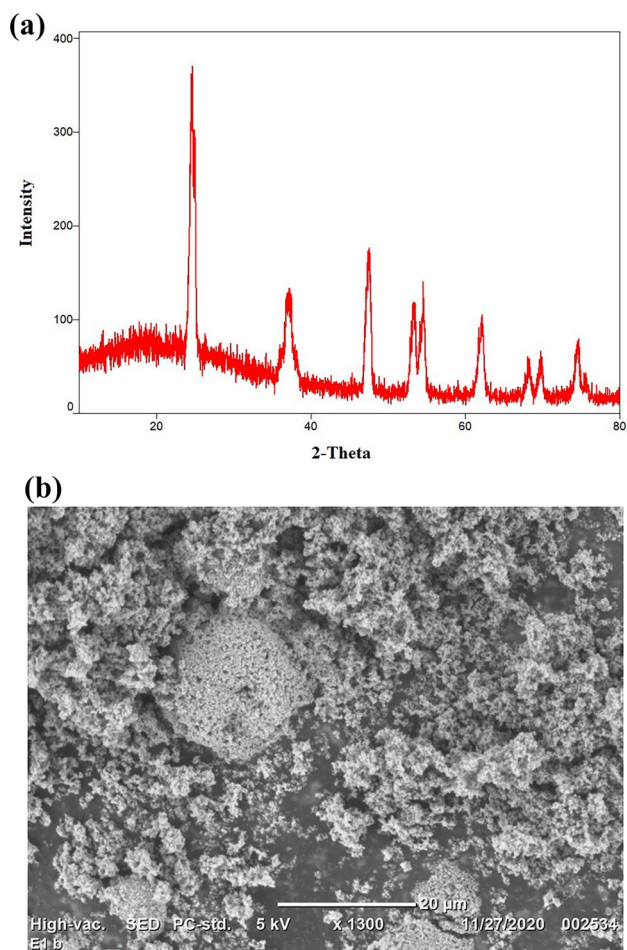 (a)
400
300
200
100
0
Intensity
20
40
60
80
2-Theta
(b)
20 µm
High-vac. SED PC-std. 5 kV x 1300 11/27/2020 002534
E1 b